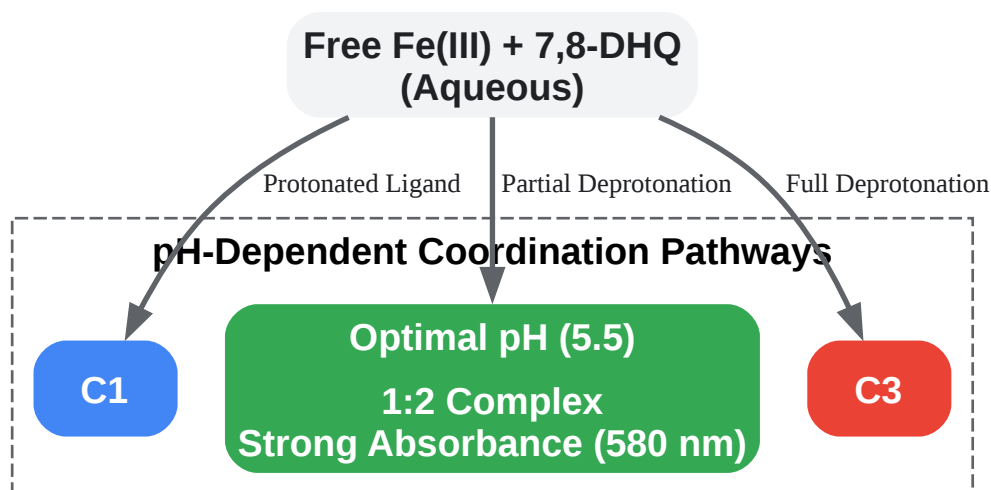 Free Fe(III) + 7,8-DHQ
(Aqueous)
Protonated Ligand
Partial Deprotonation
Full Deprotonation
pH-Dependent Coordination Pathways
C1
Optimal pH (5.5)
1:2 Complex
Strong Absorbance (580 nm)
C3